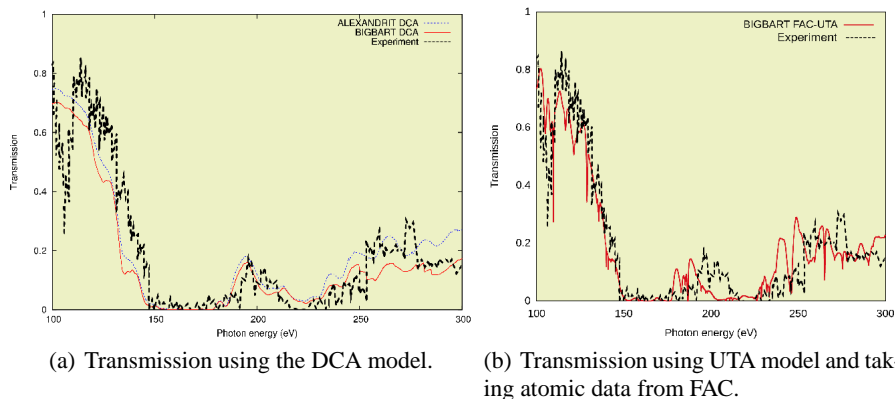 ALEXANDRIT DCA
BIGBART DCA
Experiment
1
0.8
0.6
0.4
0.2
0
Transmission
100 150 200 250 300
Photon energy (eV)
(a) Transmission using the DCA model.
BIGBART FAC-UTA
Experiment
1
0.8
0.6
0.4
0.2
0
Transmission
100 150 200 250 300
Photon energy (eV)
(b) Transmission using UTA model and tak-
ing atomic data from FAC.